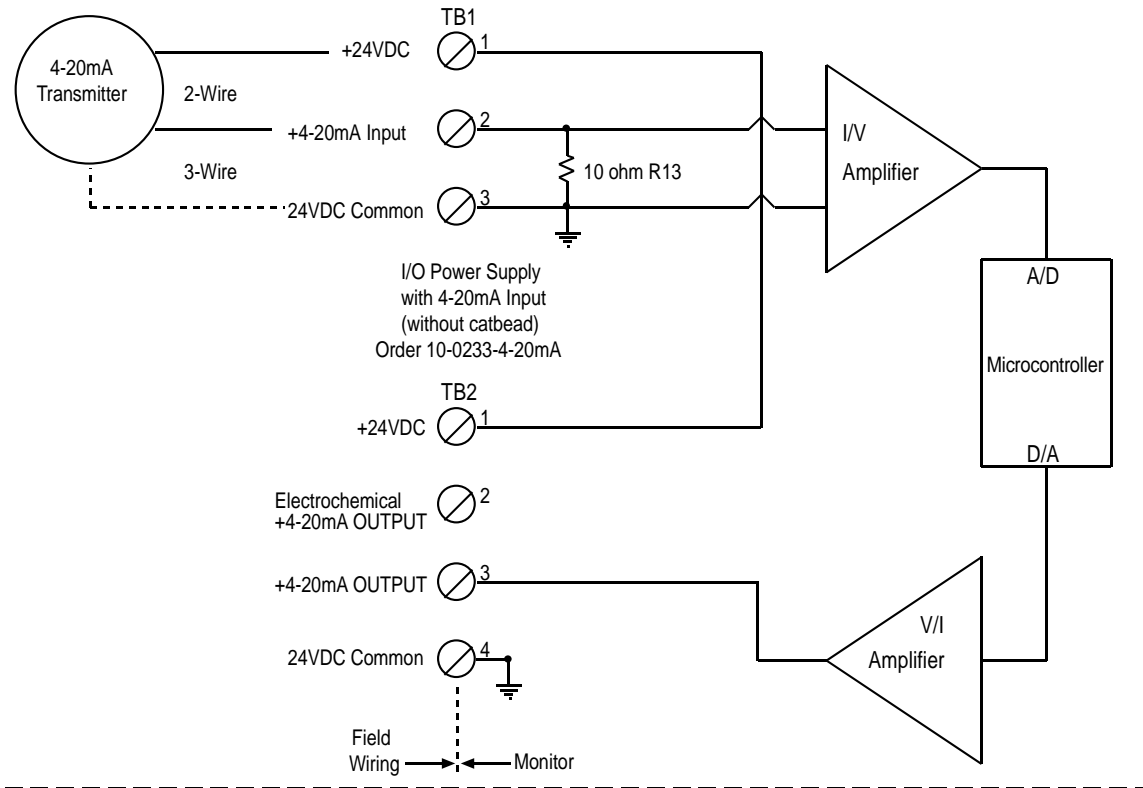 TB1
4-20mA
Transmitter
+24VDC
1
2-Wire
+4-20mA Input
2
I/V
Amplifier
3-Wire
10 ohm R13
24VDC Common
3
I/O Power Supply
with 4-20mA Input
(without catbead)
Order 10-0233-4-20mA
A/D
Microcontroller
D/A
TB2
+24VDC
1
Electrochemical
+4-20mA OUTPUT
2
+4-20mA OUTPUT
3
V/I
Amplifier
24VDC Common
4
Field
Wiring
Monitor